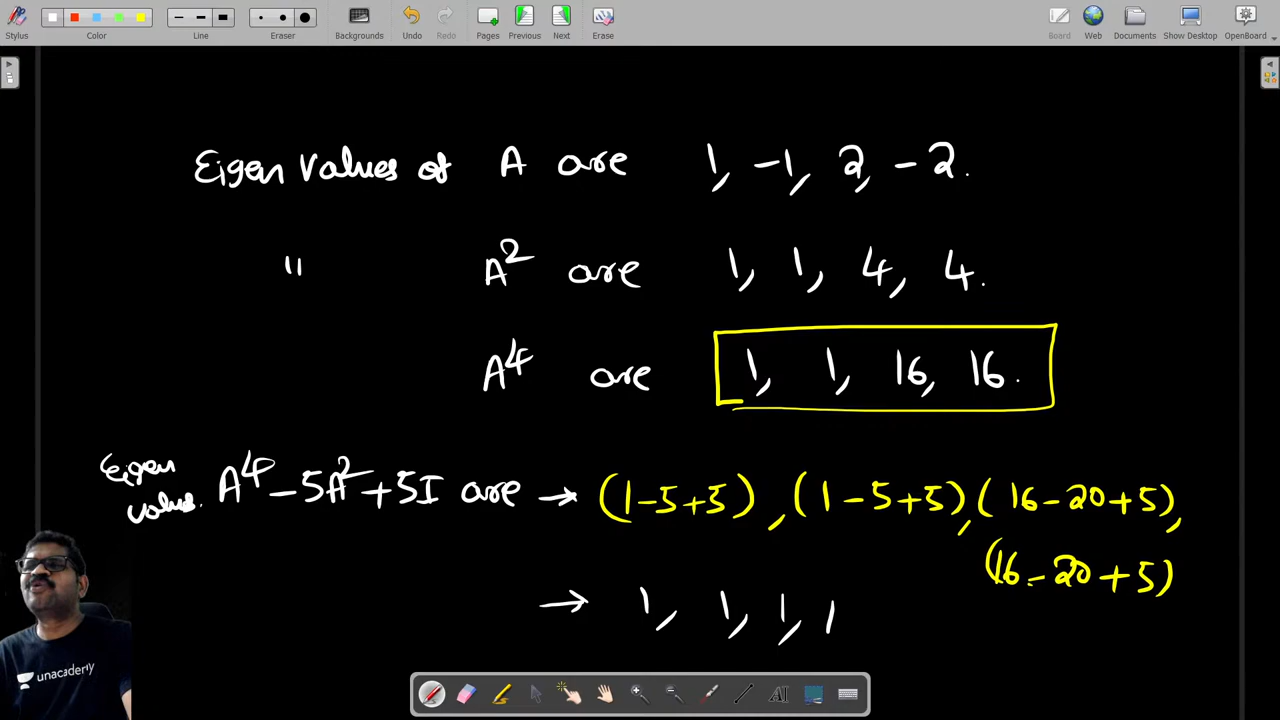 Stylus Color Line Eraser Backgrounds Undo Redo Pages Previous Next Erase Board Web Documents Show Desktop OpenBoard
Eigen Values of A are 1, -1, 2, -2.
" A² are 1, 1, 4, 4.
A⁴ are 1, 1, 16, 16.
Eigen values. A⁴ - 5A² + 5I are → (1-5+5), (1-5+5), (16-20+5),
(16-20+5)
→ 1, 1, 1, 1
unacademy